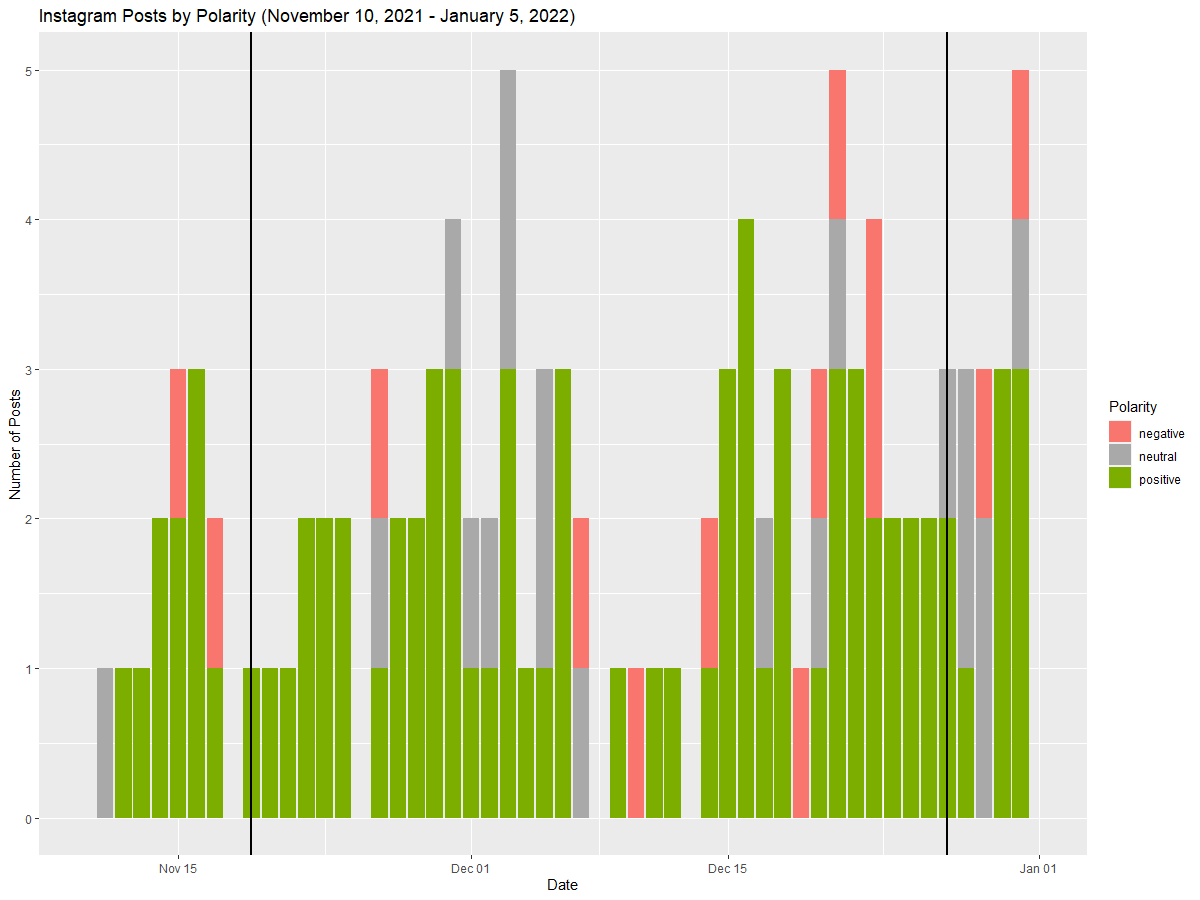 Instagram Posts by Polarity (November 10, 2021 - January 5, 2022)
5
4
3
2
1
0
Number of Posts
Nov 15
Dec 01
Dec 15
Jan 01
Date
Polarity
negative
neutral
positive